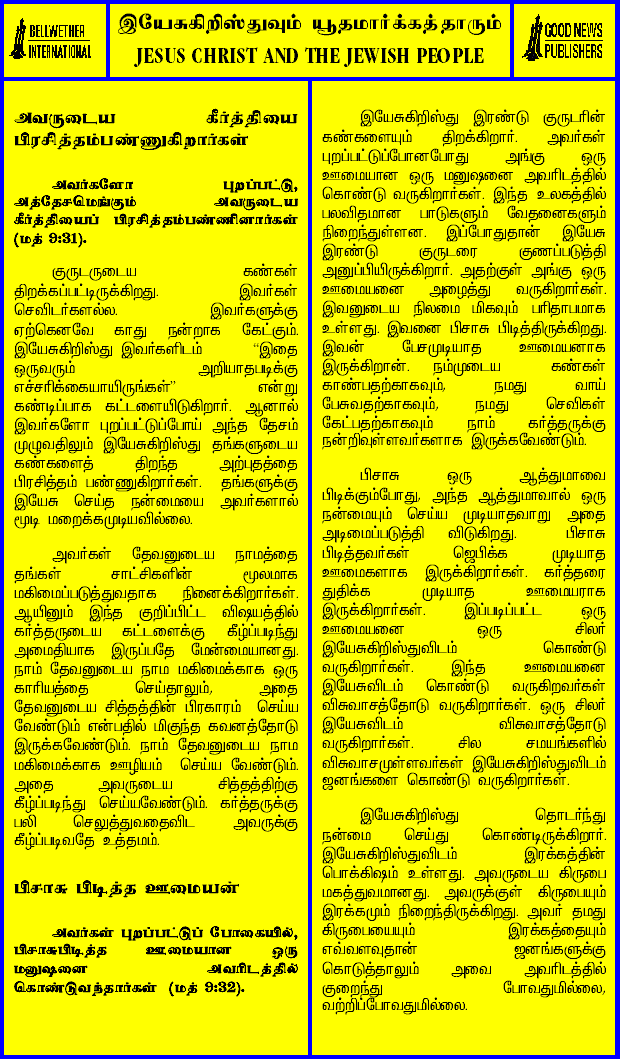 BELLWETHER
INTERNATIONAL
இயேசுகிறிஸ்துவும் யூதமார்க்கத்தாரும்
JESUS CHRIST AND THE JEWISH PEOPLE
GOOD NEWS
PUBLISHERS
அவருடைய கீர்த்தியை
பிரசித்தம்பண்ணுகிறார்கள்
அவர்களோ புறப்பட்டு,
அத்தேசமெங்கும் அவருடைய
கீர்த்தியைப் பிரசித்தம்பண்ணினார்கள்
(மத் 9:31).
குருடருடைய கண்கள்
திறக்கப்பட்டிருக்கிறது. இவர்கள்
செவிடர்களல்ல. இவர்களுக்கு
ஏற்கெனவே காது நன்றாக கேட்கும்.
இயேசுகிறிஸ்து இவர்களிடம் “இதை
ஒருவரும் அறியாதபடிக்கு
எச்சரிக்கையாயிருங்கள்” என்று
கண்டிப்பாக கட்டளையிடுகிறார். ஆனால்
இவர்களோ புறப்பட்டுப்போய் அந்த தேசம்
முழுவதிலும் இயேசுகிறிஸ்து தங்களுடைய
கண்களைத் திறந்த அற்புதத்தை
பிரசித்தம் பண்ணுகிறார்கள். தங்களுக்கு
இயேசு செய்த நன்மையை அவர்களால்
மூடி மறைக்கமுடியவில்லை.
அவர்கள் தேவனுடைய நாமத்தை
தங்கள் சாட்சிகளின் மூலமாக
மகிமைப்படுத்துவதாக நினைக்கிறார்கள்.
ஆயினும் இந்த குறிப்பிட்ட விஷயத்தில்
கர்த்தருடைய கட்டளைக்கு கீழ்ப்படிந்து
அமைதியாக இருப்பதே மேன்மையானது.
நாம் தேவனுடைய நாம மகிமைக்காக ஒரு
காரியத்தை செய்தாலும், அதை
தேவனுடைய சித்தத்தின் பிரகாரம் செய்ய
வேண்டும் என்பதில் மிகுந்த கவனத்தோடு
இருக்கவேண்டும். நாம் தேவனுடைய நாம
மகிமைக்காக ஊழியம் செய்ய வேண்டும்.
அதை அவருடைய சித்தத்திற்கு
கீழ்ப்படிந்து செய்யவேண்டும். கர்த்தருக்கு
பலி செலுத்துவதைவிட அவருக்கு
கீழ்ப்படிவதே உத்தமம்.
பிசாசு பிடித்த ஊமையன்
அவர்கள் புறப்பட்டுப் போகையில்,
பிசாசுபிடித்த ஊமையான ஒரு
மனுஷனை அவரிடத்தில்
கொண்டுவந்தார்கள் (மத் 9:32).
இயேசுகிறிஸ்து இரண்டு குருடரின்
கண்களையும் திறக்கிறார். அவர்கள்
புறப்பட்டுப்போனபோது அங்கு ஒரு
ஊமையான ஒரு மனுஷனை அவரிடத்தில்
கொண்டு வருகிறார்கள். இந்த உலகத்தில்
பலவிதமான பாடுகளும் வேதனைகளும்
நிறைந்துள்ளன. இப்போதுதான் இயேசு
இரண்டு குருடரை குணப்படுத்தி
அனுப்பியிருக்கிறார். அதற்குள் அங்கு ஒரு
ஊமையனை அழைத்து வருகிறார்கள்.
இவனுடைய நிலமை மிகவும் பரிதாபமாக
உள்ளது. இவனை பிசாசு பிடித்திருக்கிறது.
இவன் பேசமுடியாத ஊமையனாக
இருக்கிறான். நம்முடைய கண்கள்
காண்பதற்காகவும், நமது வாய்
பேசுவதற்காகவும், நமது செவிகள்
கேட்பதற்காகவும் நாம் கர்த்தருக்கு
நன்றிவுள்ளவர்களாக இருக்கவேண்டும்.
பிசாசு ஒரு ஆத்துமாவை
பிடிக்கும்போது, அந்த ஆத்துமாவால் ஒரு
நன்மையும் செய்ய முடியாதவாறு அதை
அடிமைப்படுத்தி விடுகிறது. பிசாசு
பிடித்தவர்கள் ஜெபிக்க முடியாத
ஊமைகளாக இருக்கிறார்கள். கர்த்தரை
துதிக்க முடியாத ஊமையராக
இருக்கிறார்கள். இப்படிப்பட்ட ஒரு
ஊமையனை ஒரு சிலர்
இயேசுகிறிஸ்துவிடம் கொண்டு
வருகிறார்கள். இந்த ஊமையனை
இயேசுவிடம் கொண்டு வருகிறவர்கள்
விசுவாசத்தோடு வருகிறார்கள். ஒரு சிலர்
இயேசுவிடம் விசுவாசத்தோடு
வருகிறார்கள். சில சமயங்களில்
விசுவாசமுள்ளவர்கள் இயேசுகிறிஸ்துவிடம்
ஜனங்களை கொண்டு வருகிறார்கள்.
இயேசுகிறிஸ்து தொடர்ந்து
நன்மை செய்து கொண்டிருக்கிறார்.
இயேசுகிறிஸ்துவிடம் இரக்கத்தின்
பொக்கிஷம் உள்ளது. அவருடைய கிருபை
மகத்துவமானது. அவருக்குள் கிருபையும்
இரக்கமும் நிறைந்திருக்கிறது. அவர் தமது
கிருபையையும் இரக்கத்தையும்
எவ்வளவுதான் ஜனங்களுக்கு
கொடுத்தாலும் அவை அவரிடத்தில்
குறைந்து போவதுமில்லை,
வற்றிப்போவதுமில்லை.